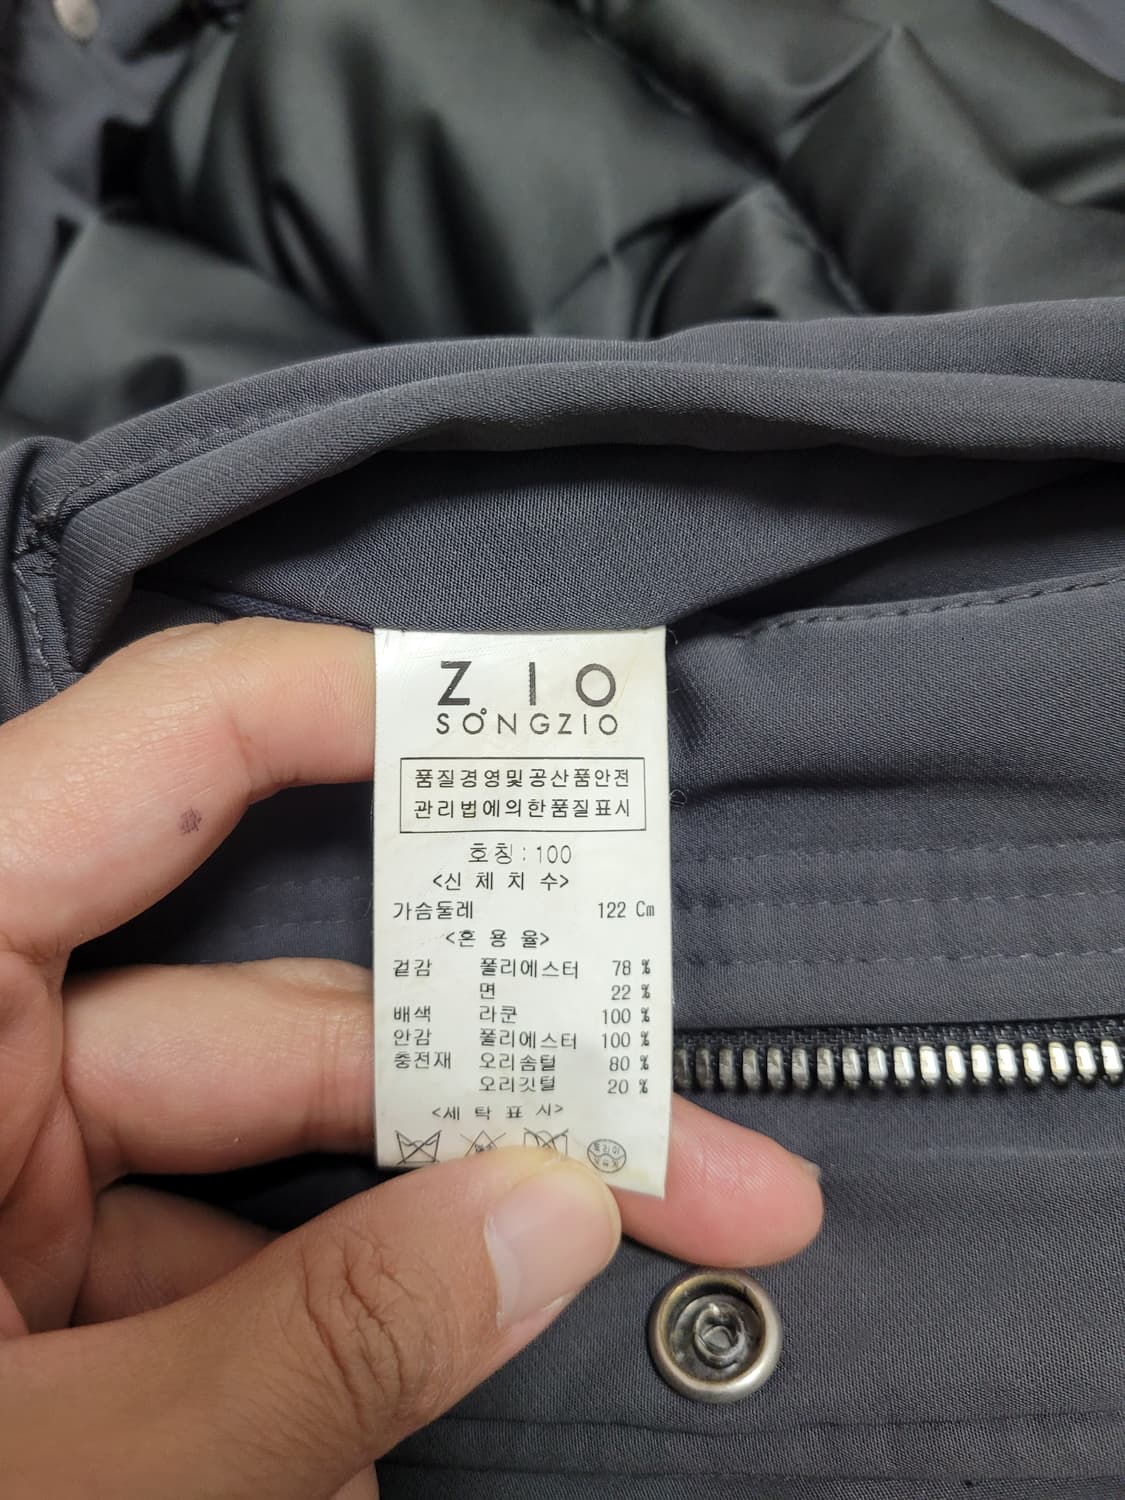 ZIO
SONGZIO
품질경영및공산품안전
관리법에의한품질표시
호칭 : 100
<신 체 치 수>
가슴둘레 122 Cm
<혼 용 율>
겉감 폴리에스터 78 %
면 22 %
배색 라쿤 100 %
안감 폴리에스터 100 %
충전재 오리솜털 80 %
오리깃털 20 %
<세 탁 표 시>